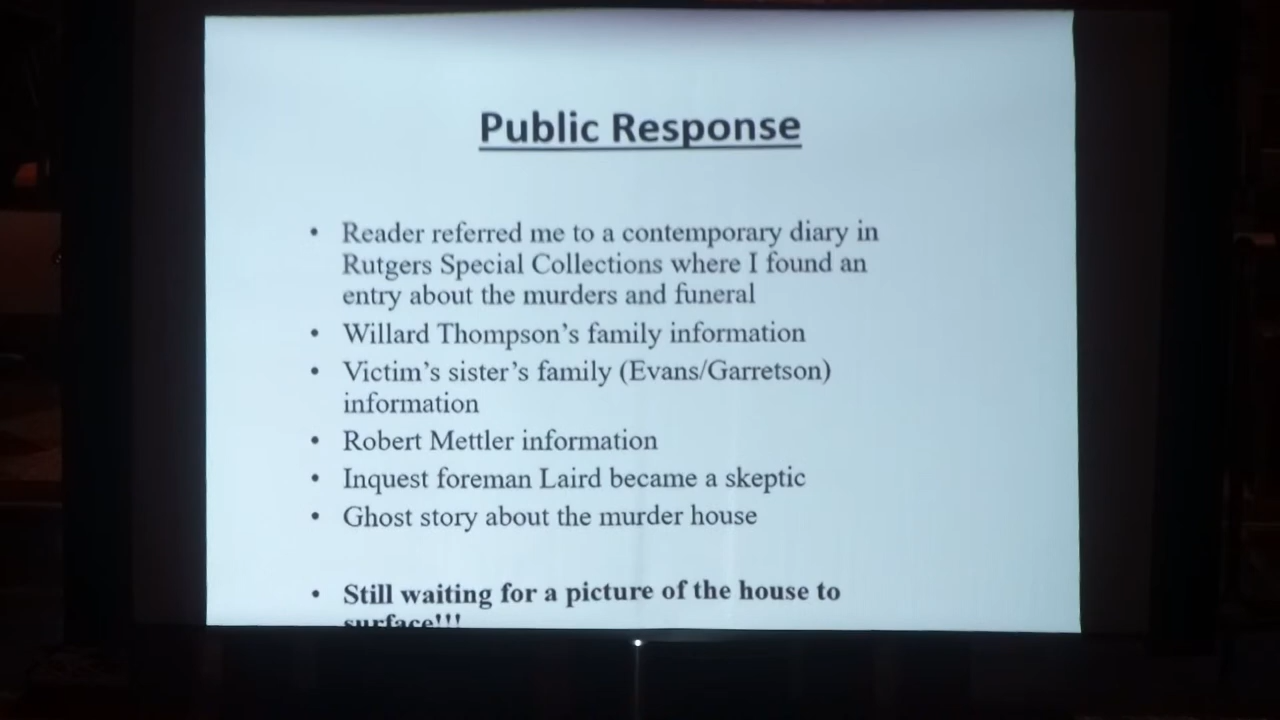 Public Response
• Reader referred me to a contemporary diary in
Rutgers Special Collections where I found an
entry about the murders and funeral
• Willard Thompson’s family information
• Victim’s sister’s family (Evans/Garretson)
information
• Robert Mettler information
• Inquest foreman Laird became a skeptic
• Ghost story about the murder house
• Still waiting for a picture of the house to
surface!!!